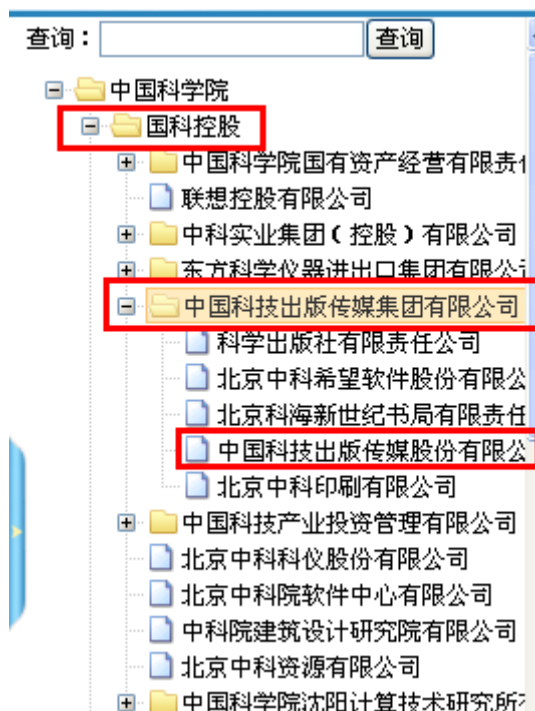 查询： 查询
中国科学院
国科控股
中国科学院国有资产经营有限责
联想控股有限公司
中科实业集团（控股）有限公司
东方科学仪器进出口集团有限公
中国科技出版传媒集团有限公司
科学出版社有限责任公司
北京中科希望软件股份有限公
北京科海新世纪书局有限责任
中国科技出版传媒股份有限公
北京中科印刷有限公司
中国科技产业投资管理有限公司
北京中科科仪股份有限公司
北京中科院软件中心有限公司
中科院建筑设计研究院有限公司
北京中科资源有限公司
中国科学院沈阳计算技术研究所